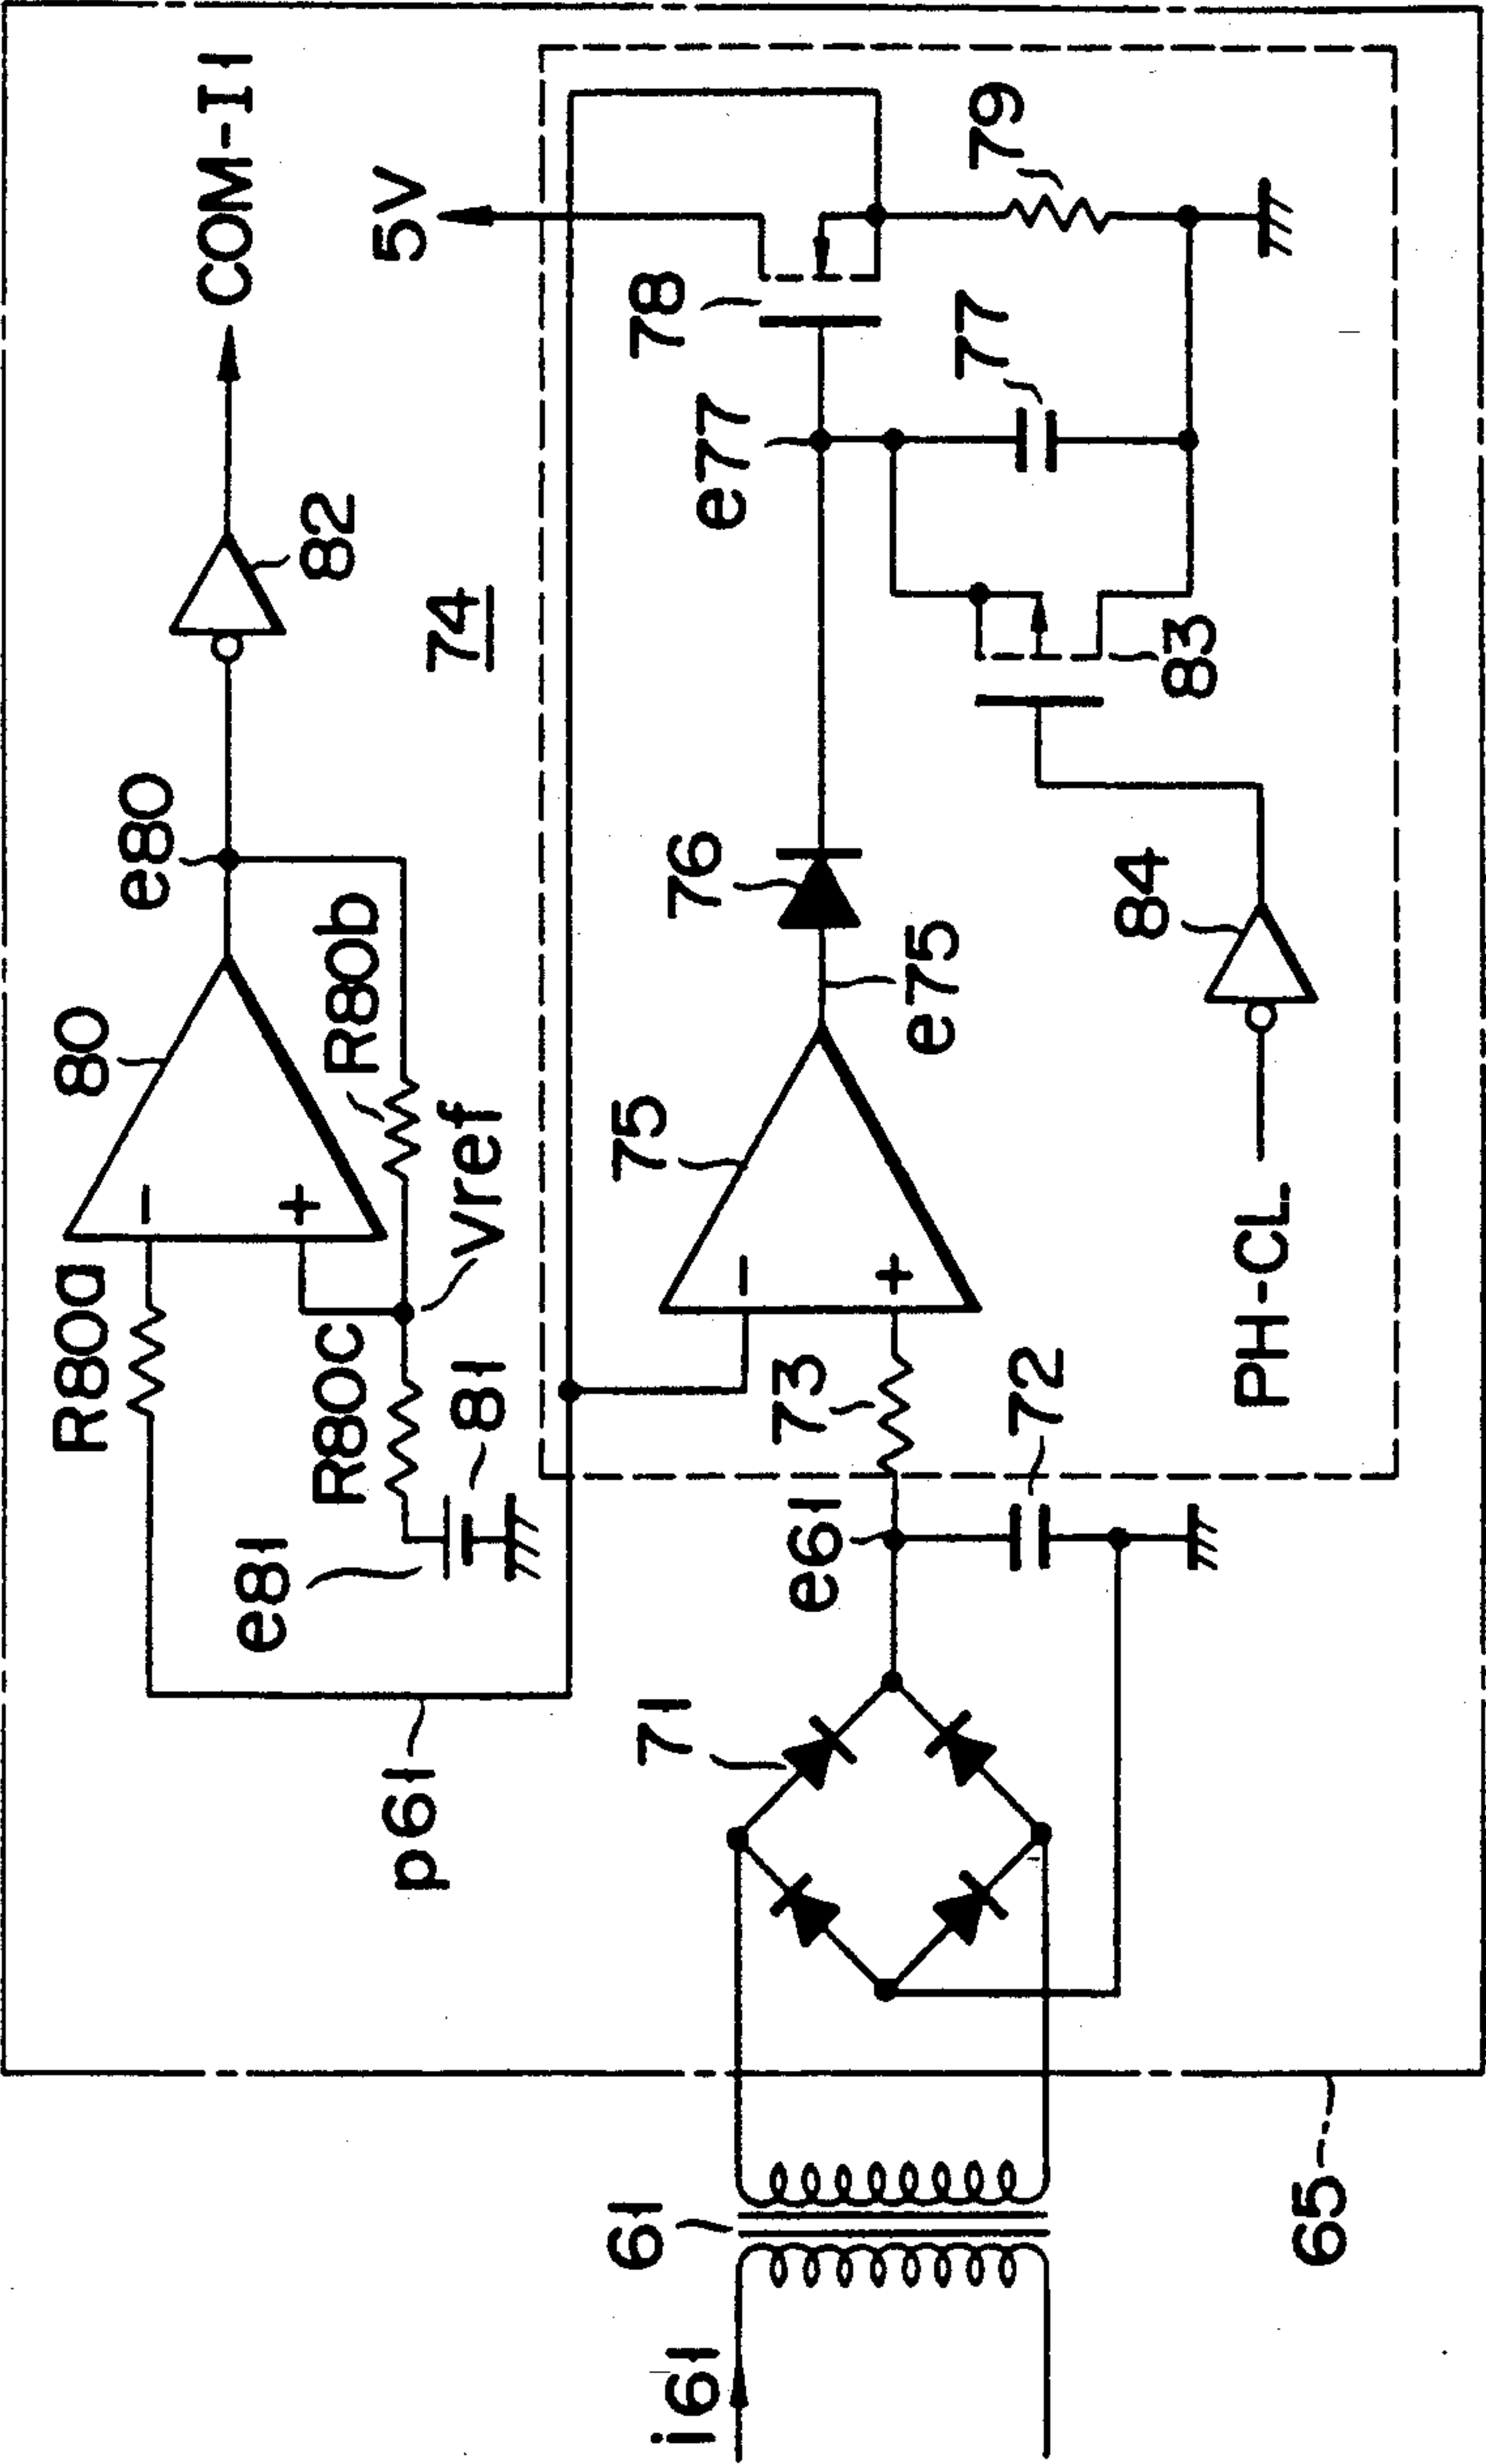 COM-I1
5V
82
74
e80
80
R80a
R80b
Vref
R80c
81
e81
p61
79
78
77
e77
83
76
e75
75
84
73
72
PH-CL
e61
71
61
i61
65
-
+
-
+